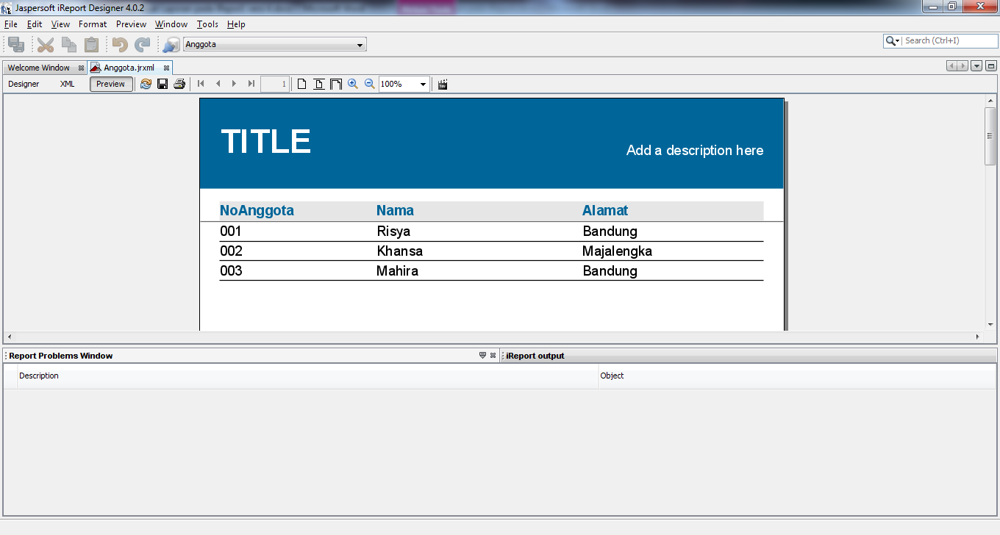 Jaspersoft iReport Designer 4.0.2
File Edit View Format Preview Window Tools Help
Anggota
Search (Ctrl+I)
Welcome Window Anggota.jrxml
Designer XML Preview 1 100%
TITLE
Add a description here
NoAnggota Nama Alamat
001 Risya Bandung
002 Khansa Majalengka
003 Mahira Bandung
Report Problems Window iReport output
Description Object